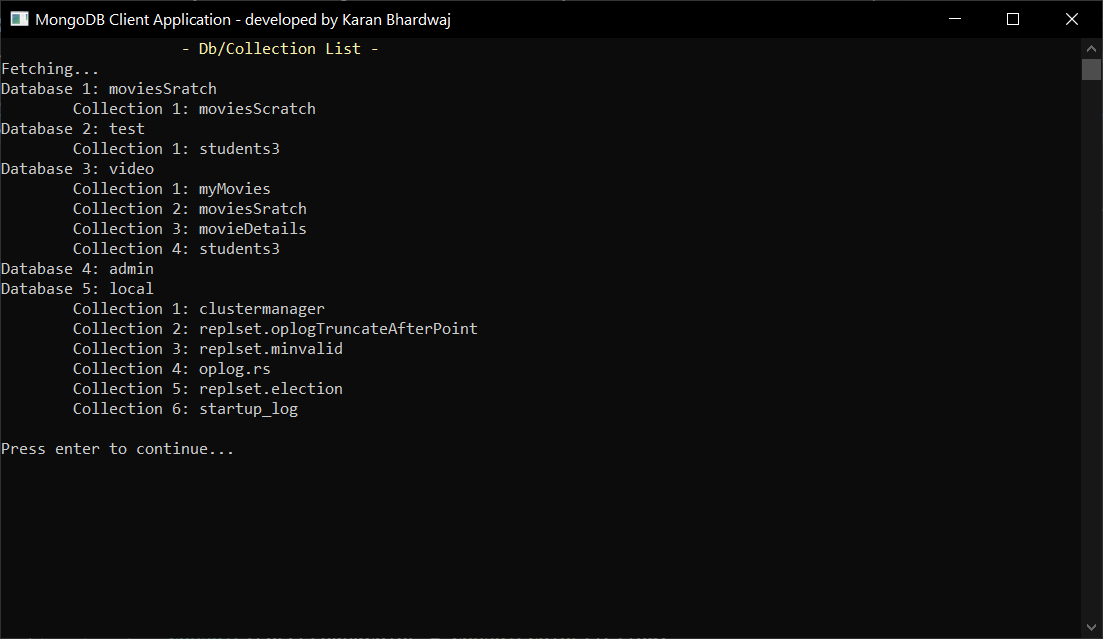 MongoDB Client Application - developed by Karan Bhardwaj
- Db/Collection List -
Fetching...
Database 1: moviesSratch
Collection 1: moviesScratch
Database 2: test
Collection 1: students3
Database 3: video
Collection 1: myMovies
Collection 2: moviesSratch
Collection 3: movieDetails
Collection 4: students3
Database 4: admin
Database 5: local
Collection 1: clustermanager
Collection 2: replset.oplogTruncateAfterPoint
Collection 3: replset.minvalid
Collection 4: oplog.rs
Collection 5: replset.election
Collection 6: startup_log
Press enter to continue...